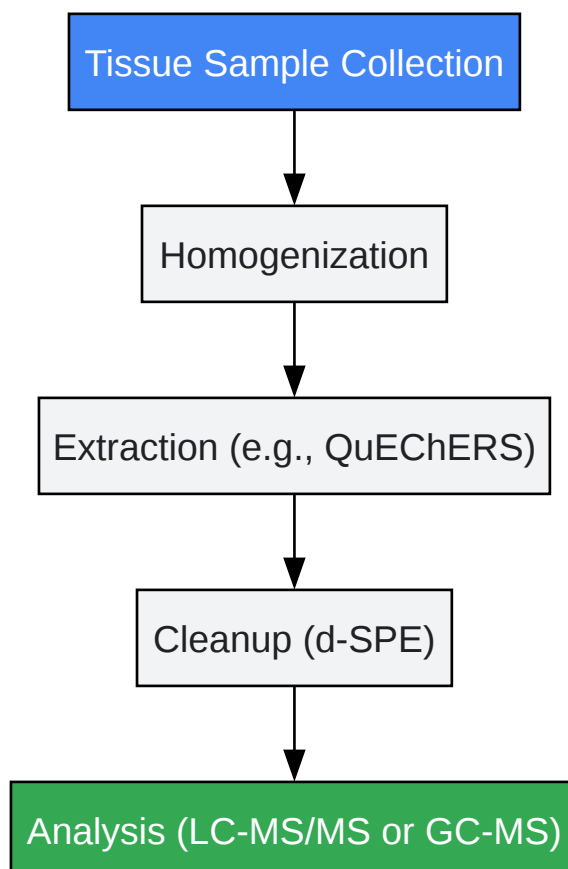 Tissue Sample Collection
Homogenization
Extraction (e.g., QuEChERS)
Cleanup (d-SPE)
Analysis (LC-MS/MS or GC-MS)